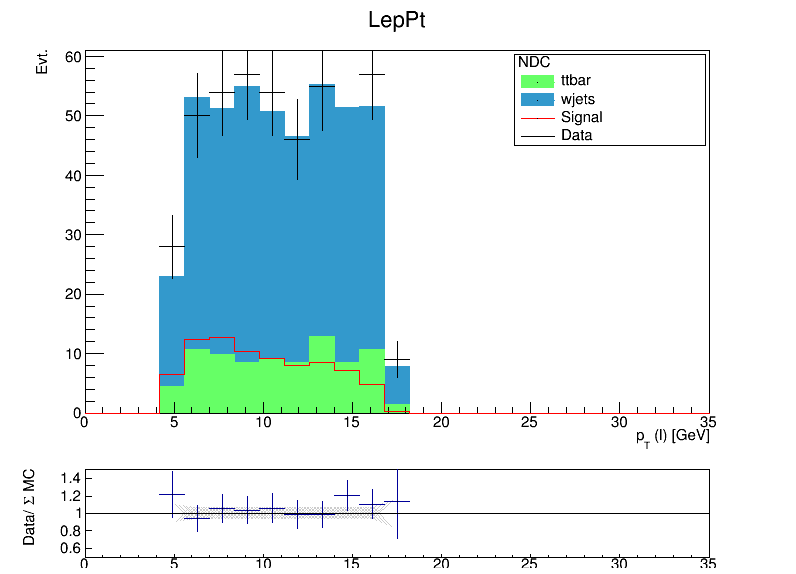 LepPt
Evt.
60
50
40
30
20
10
0
NDC
ttbar
wjets
Signal
Data
0 5 10 15 20 25 30 35
p_T (l) [GeV]
Data/ Σ MC
1.4
1.2
1
0.8
0.6
0 5 10 15 20 25 30 35